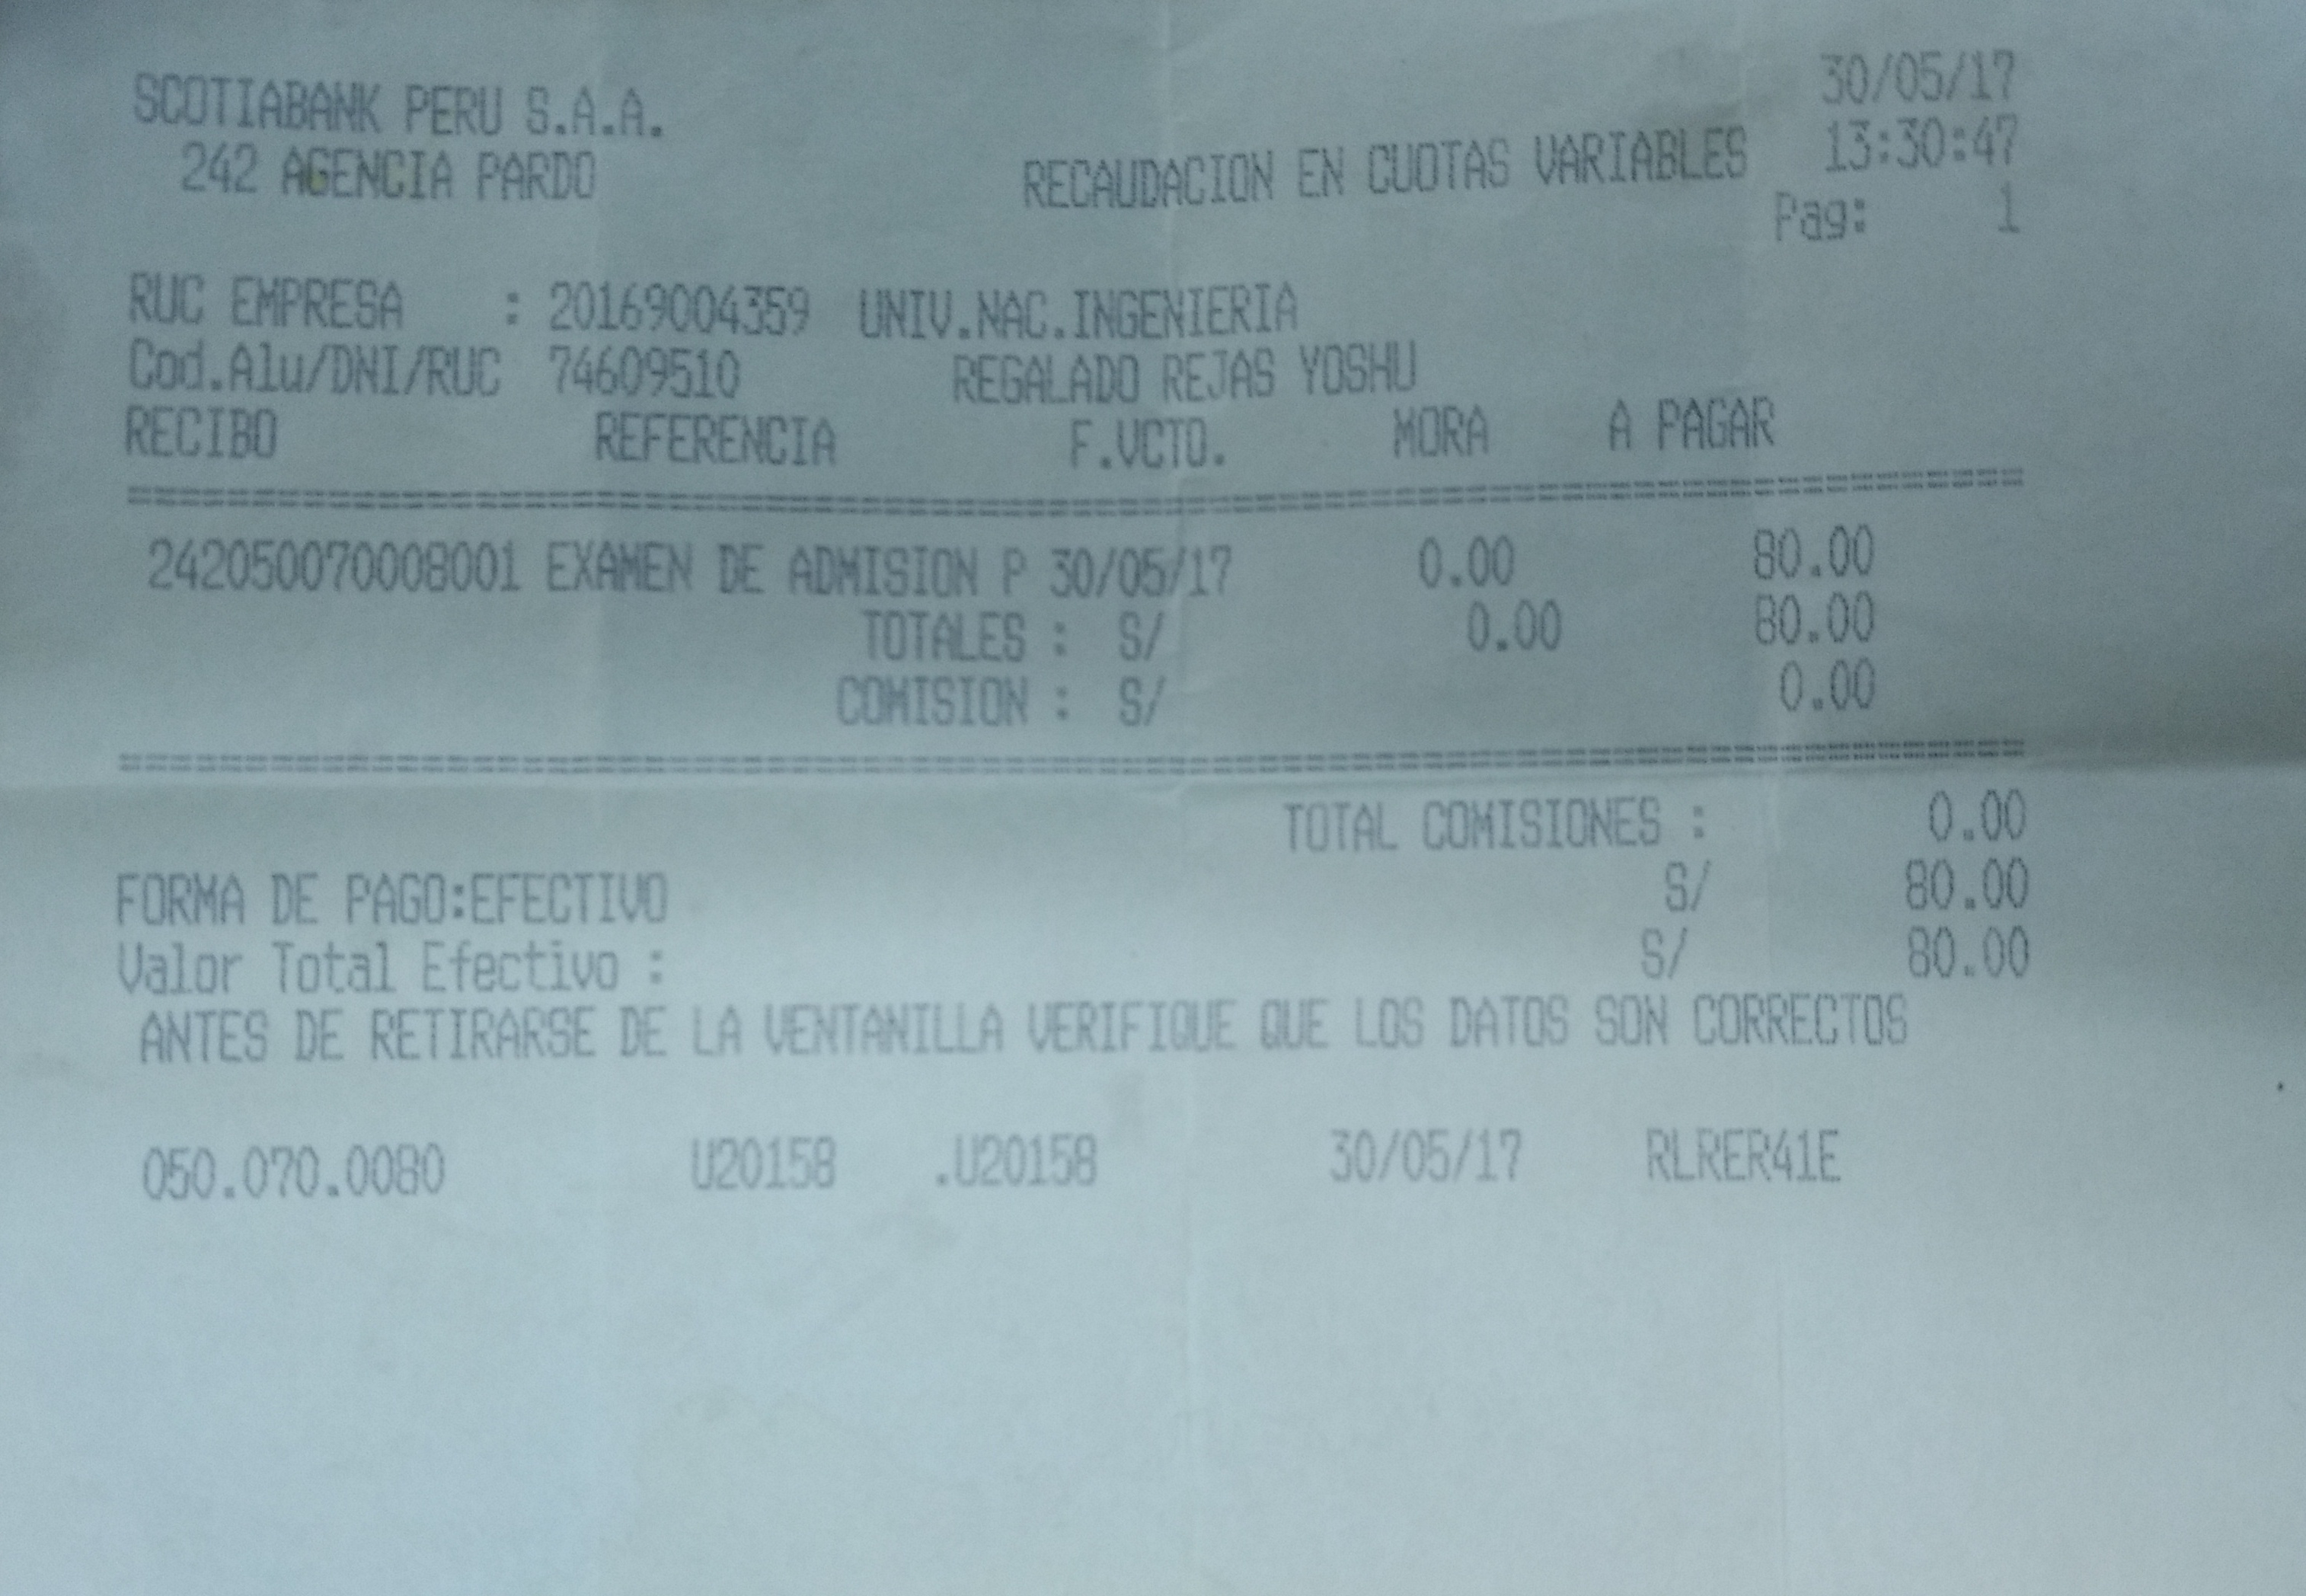 30/05/17
SCOTIABANK PERU S.A.A.
13:30:47
242 AGENCIA PARDO RECAUDACION EN CUOTAS VARIABLES
Pag: 1
RUC EMPRESA : 20169004359 UNIV.NAC.INGENIERIA
Cod.Alu/DNI/RUC 74609510 REGALADO REJAS YOSHU
RECIBO REFERENCIA F.VCTO. MORA A PAGAR
242050070008001 EXAMEN DE ADMISION P 30/05/17 0.00 80.00
TOTALES : S/ 0.00 80.00
COMISION : S/ 0.00
TOTAL COMISIONES : 0.00
FORMA DE PAGO:EFECTIVO S/ 80.00
Valor Total Efectivo : S/ 80.00
ANTES DE RETIRARSE DE LA VENTANILLA VERIFIQUE QUE LOS DATOS SON CORRECTOS
050.070.0080 U20158 .U20158 30/05/17 RLRER41E